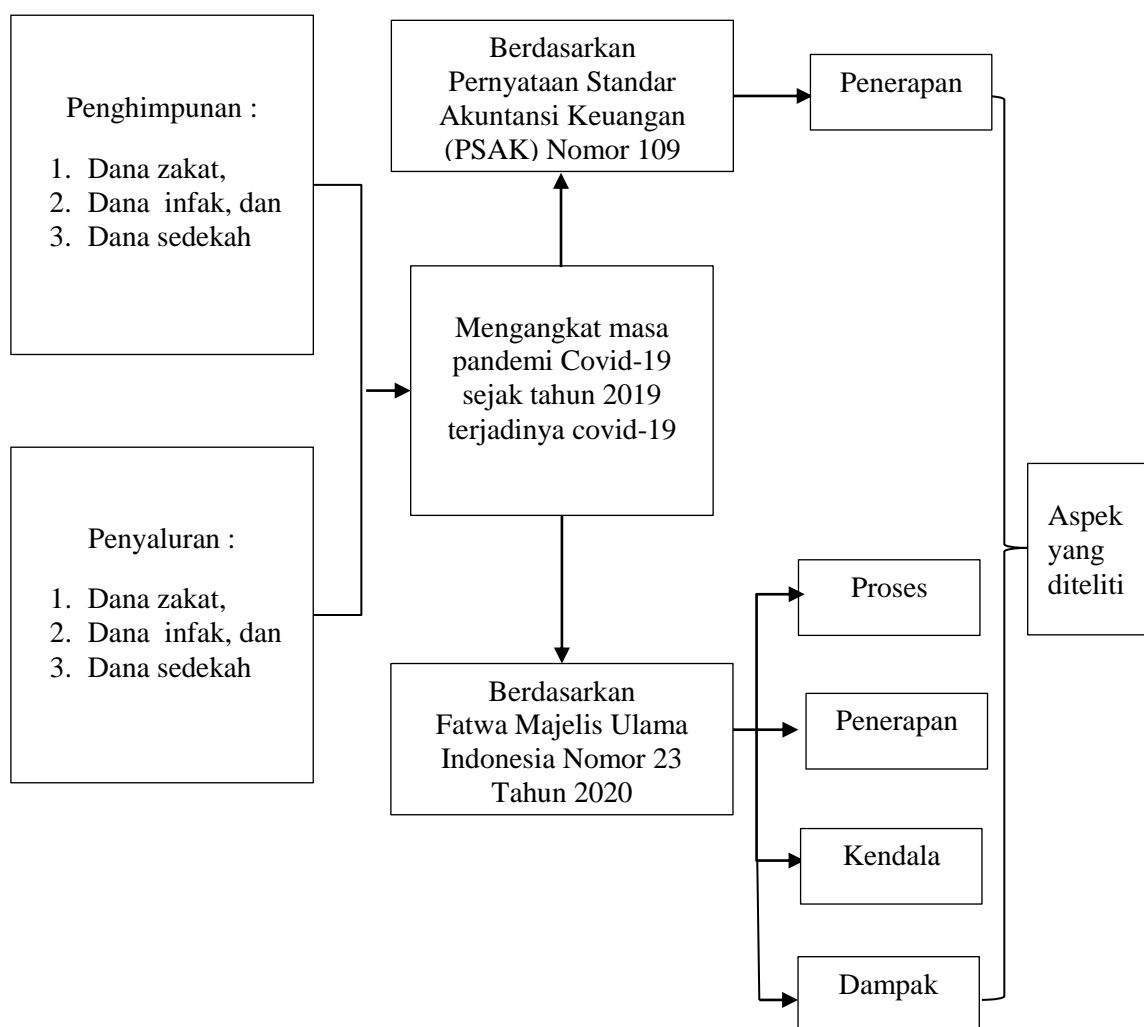 Penghimpunan :
1. Dana zakat,
2. Dana infak, dan
3. Dana sedekah
Penyaluran :
1. Dana zakat,
2. Dana infak, dan
3. Dana sedekah
Berdasarkan
Pernyataan Standar
Akuntansi Keuangan
(PSAK) Nomor 109
Mengangkat masa
pandemi Covid-19
sejak tahun 2019
terjadinya covid-19
Berdasarkan
Fatwa Majelis Ulama
Indonesia Nomor 23
Tahun 2020
Penerapan
Proses
Penerapan
Kendala
Dampak
Aspek
yang
diteliti